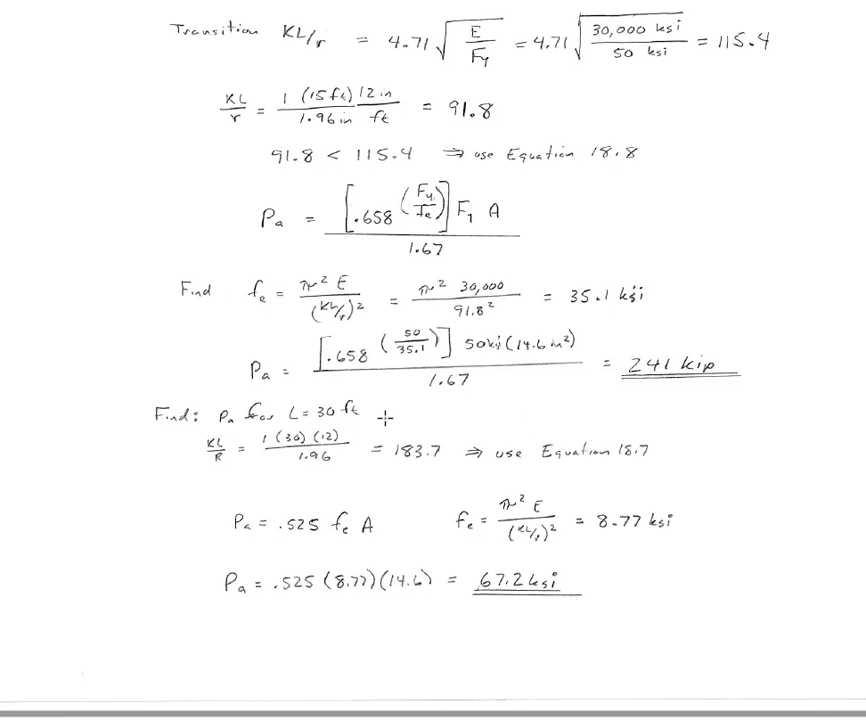 Transition KL/r = 4.71 √(E/Fy) = 4.71 √(30,000 ksi / 50 ksi) = 115.4
KL/r = 1 (15 ft) 12 in / 1.96 in ft = 91.8
91.8 < 115.4 ⇒ use Equation 18.8
Pa = [.658^(Fy/fe)] Fy A / 1.67
Find fe = π² E / (KL/r)² = π² 30,000 / 91.8² = 35.1 ksi
Pa = [.658^(50/35.1)] 50 ksi (14.6 in²) / 1.67 = 241 kip
Find: Pa for L = 30 ft
KL/R = 1 (30) (12) / 1.96 = 183.7 ⇒ use Equation 18.7
Pa = .525 fe A fe = π² E / (KL/r)² = 8.77 ksi
Pa = .525 (8.77) (14.6) = 67.2 ksi